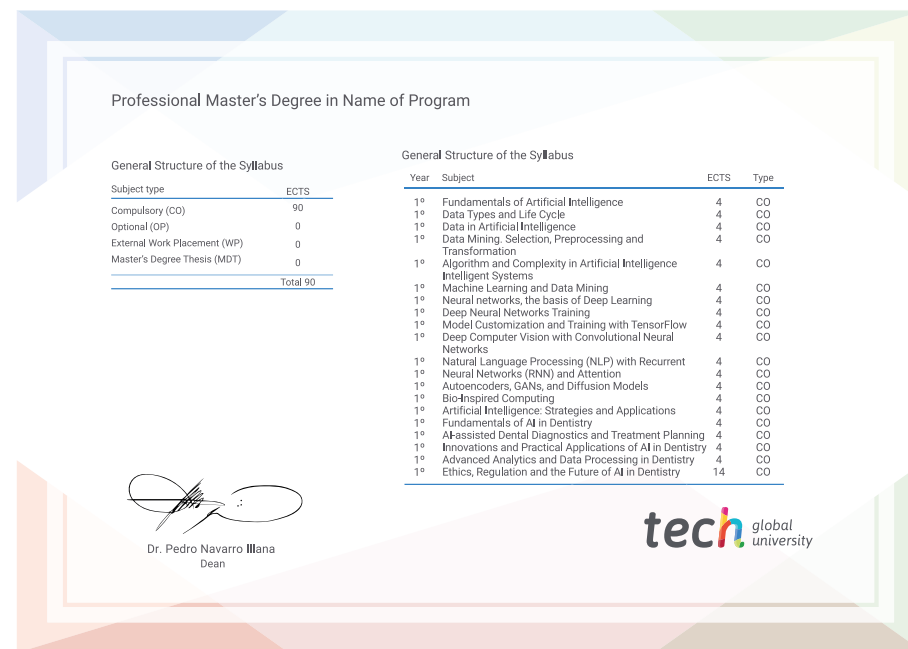 Professional Master's Degree in Name of Program
General Structure of the Syllabus
Subject type ECTS
Compulsory (CO) 90
Optional (OP) 0
External Work Placement (WP) 0
Master's Degree Thesis (MDT) 0
Total 90
General Structure of the Syllabus
Year Subject ECTS Type
1º Fundamentals of Artificial Intelligence 4 CO
1º Data Types and Life Cycle 4 CO
1º Data in Artificial Intelligence 4 CO
1º Data Mining. Selection, Preprocessing and 4 CO
Transformation
1º Algorithm and Complexity in Artificial Intelligence 4 CO
Intelligent Systems
1º Machine Learning and Data Mining 4 CO
1º Neural networks, the basis of Deep Learning 4 CO
1º Deep Neural Networks Training 4 CO
1º Model Customization and Training with TensorFlow 4 CO
1º Deep Computer Vision with Convolutional Neural 4 CO
Networks
1º Natural Language Processing (NLP) with Recurrent 4 CO
1º Neural Networks (RNN) and Attention 4 CO
1º Autoencoders, GANs, and Diffusion Models 4 CO
1º Bio-Inspired Computing 4 CO
1º Artificial Intelligence: Strategies and Applications 4 CO
1º Fundamentals of AI in Dentistry 4 CO
1º AI-assisted Dental Diagnostics and Treatment Planning 4 CO
1º Innovations and Practical Applications of AI in Dentistry 4 CO
1º Advanced Analytics and Data Processing in Dentistry 4 CO
1º Ethics, Regulation and the Future of AI in Dentistry 14 CO
Dr. Pedro Navarro Illana
Dean
tech global
university